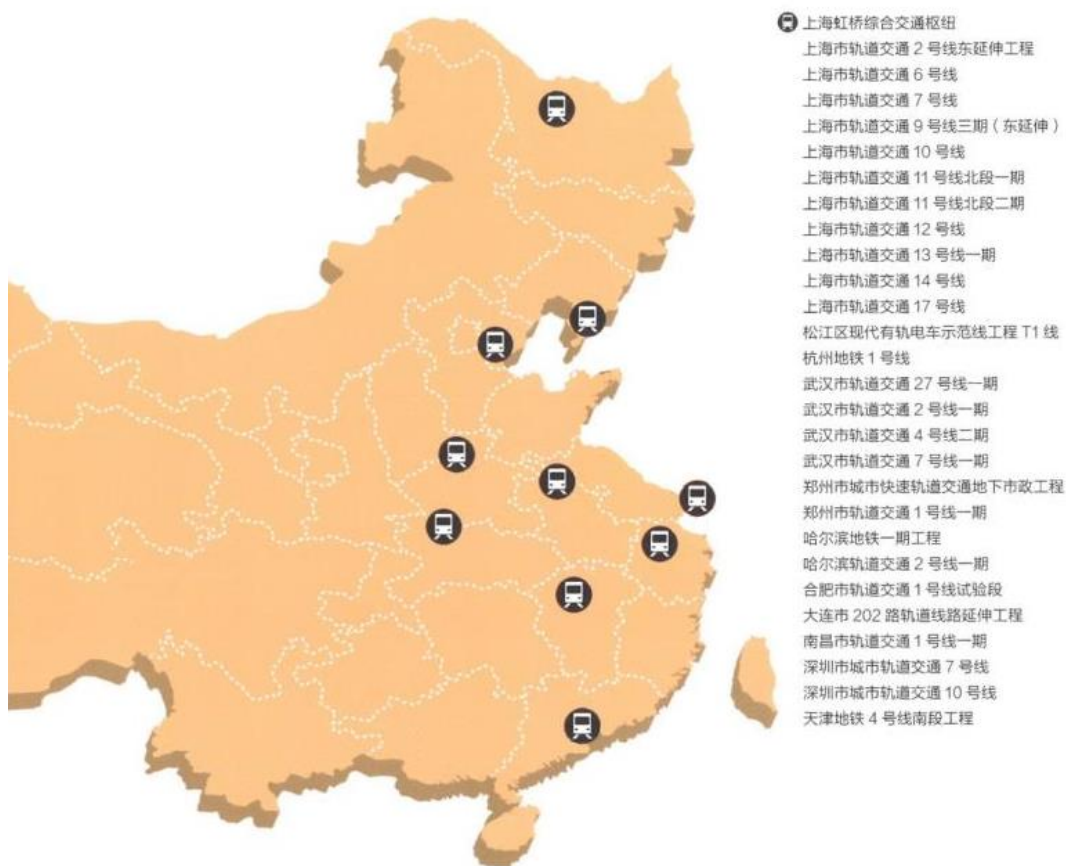 上海虹桥综合交通枢纽
上海市轨道交通 2 号线东延伸工程
上海市轨道交通 6 号线
上海市轨道交通 7 号线
上海市轨道交通 9 号线三期（东延伸）
上海市轨道交通 10 号线
上海市轨道交通 11 号线北段一期
上海市轨道交通 11 号线北段二期
上海市轨道交通 12 号线
上海市轨道交通 13 号线一期
上海市轨道交通 14 号线
上海市轨道交通 17 号线
松江区现代有轨电车示范线工程 T1 线
杭州地铁 1 号线
武汉市轨道交通 27 号线一期
武汉市轨道交通 2 号线一期
武汉市轨道交通 4 号线二期
武汉市轨道交通 7 号线一期
郑州市城市快速轨道交通地下市政工程
郑州市轨道交通 1 号线一期
哈尔滨地铁一期工程
哈尔滨轨道交通 2 号线一期
合肥市轨道交通 1 号线试验段
大连市 202 路轨道线路延伸工程
南昌市轨道交通 1 号线一期
深圳市城市轨道交通 7 号线
深圳市城市轨道交通 10 号线
天津地铁 4 号线南段工程